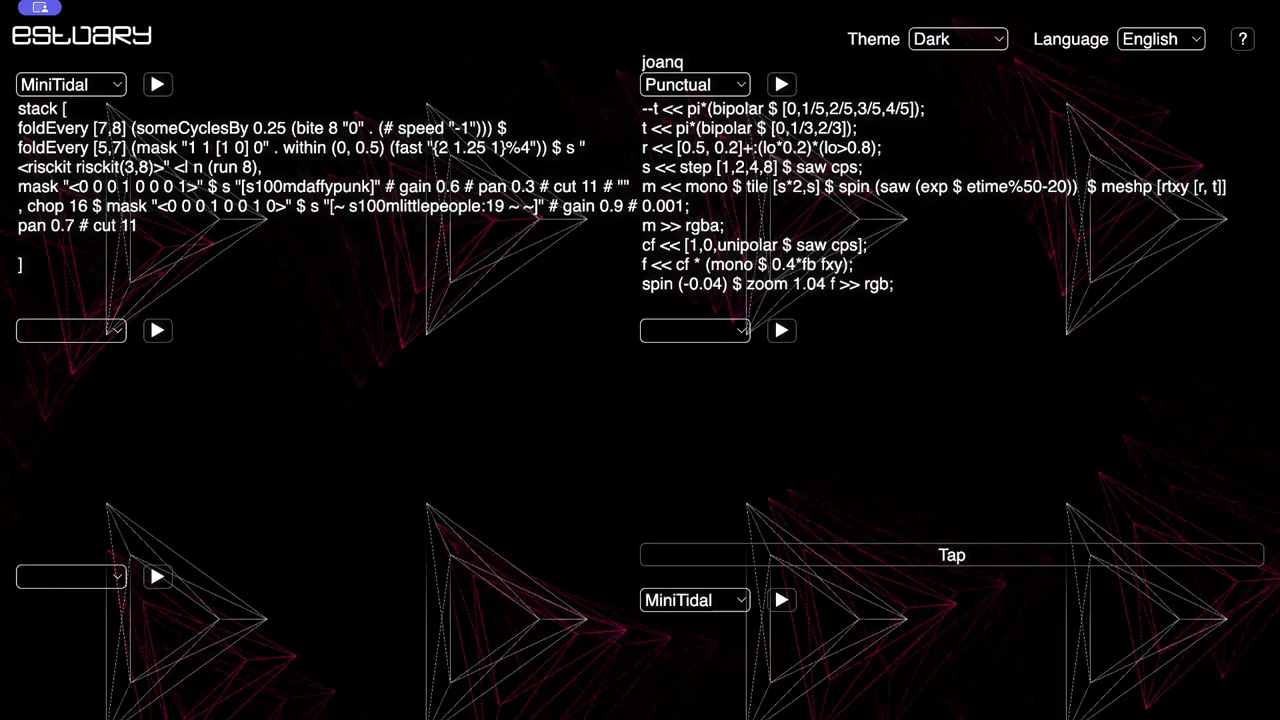 estuary
Theme Dark Language English ?
MiniTidal
stack [
foldEvery [7,8] (someCyclesBy 0.25 (bite 8 "0" . (# speed "-1"))) $
foldEvery [5,7] (mask "1 1 [1 0] 0" . within (0, 0.5) (fast "{2 1.25 1}%4")) $ s "
<risckit risckit(3,8)>" <| n (run 8),
mask "<0 0 0 1 0 0 0 1>" $ s "[s100mdaffypunk]" # gain 0.6 # pan 0.3 # cut 11 # ""
, chop 16 $ mask "<0 0 0 1 0 0 1 0>" $ s "[~ s100mlittlepeople:19 ~ ~]" # gain 0.9 #
pan 0.7 # cut 11
]
joanq
Punctual
--t << pi*(bipolar $ [0,1/5,2/5,3/5,4/5]);
t << pi*(bipolar $ [0,1/3,2/3]);
r << [0.5, 0.2]+:(lo*0.2)*(lo>0.8);
s << step [1,2,4,8] $ saw cps;
m << mono $ tile [s*2,s] $ spin (saw (exp $ etime%50-20)) $ meshp [rtxy [r, t]]
0.001;
m >> rgba;
cf << [1,0,unipolar $ saw cps];
f << cf * (mono $ 0.4*fb fxy);
spin (-0.04) $ zoom 1.04 f >> rgb;
Tap
MiniTidal